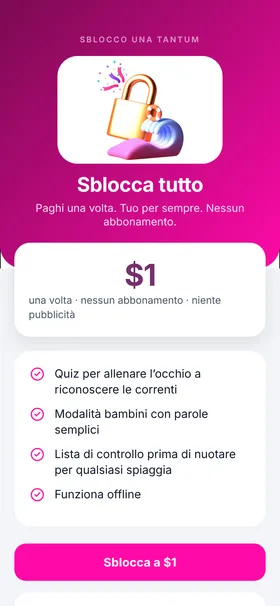 SBLOCCO UNA TANTUM
Sblocca tutto
Paghi una volta. Tuo per sempre. Nessun
abbonamento.
$1
una volta · nessun abbonamento · niente
pubblicità
Quiz per allenare l’occhio a
riconoscere le correnti
Modalità bambini con parole
semplici
Lista di controllo prima di nuotare
per qualsiasi spiaggia
Funziona offline
Sblocca a $1